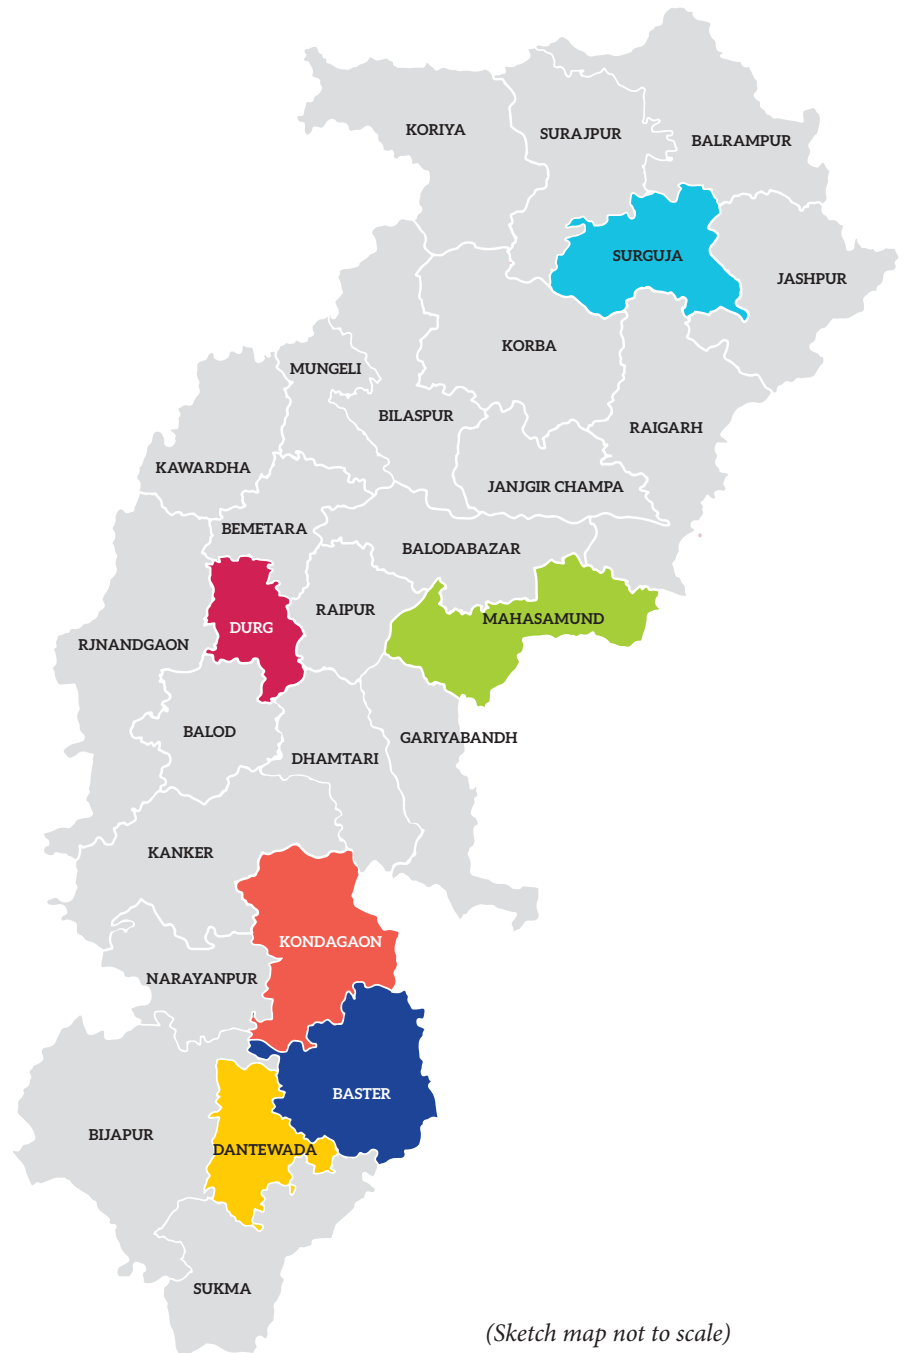 KORIYA
SURAJPUR
BALRAMPUR
SURGUJA
JASHPUR
KORBA
MUNGELI
BILASPUR
RAIGARH
KAWARDHA
JANJGIR CHAMPA
BEMETARA
BALODABAZAR
RAIPUR
MAHASAMUND
DURG
RJNANDGAON
BALOD
GARIYABANDH
DHAMTARI
KANKER
KONDAGAON
NARAYANPUR
BASTER
BIJAPUR
DANTEWADA
SUKMA
(Sketch map not to scale)